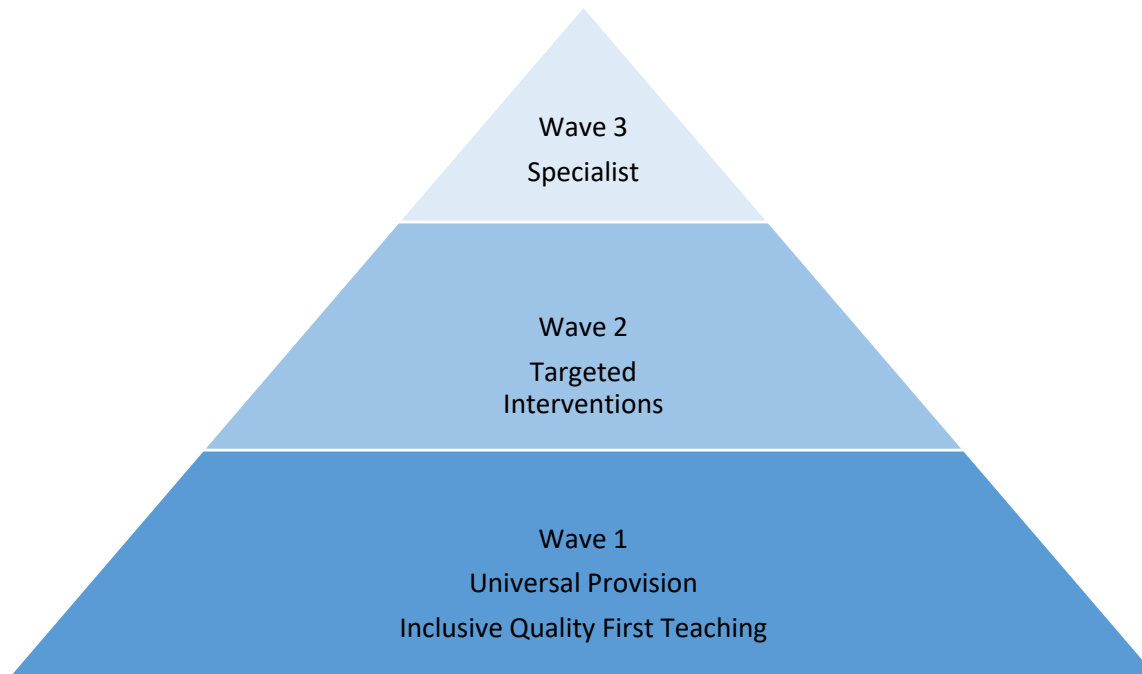 Wave 3
Specialist
Wave 2
Targeted
Interventions
Wave 1
Universal Provision
Inclusive Quality First Teaching